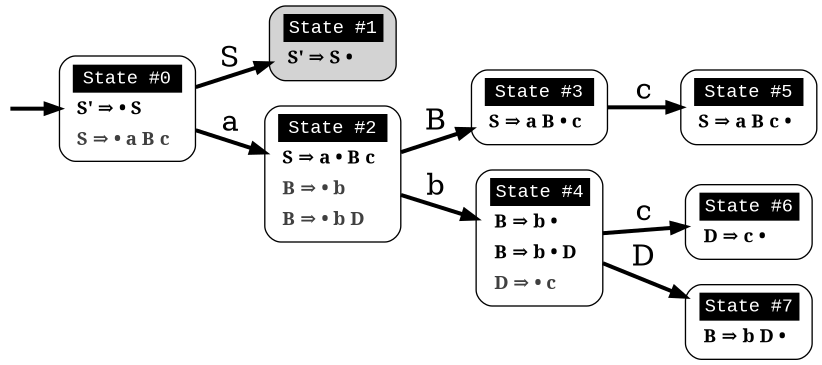 State #0
S' ⇒ • S
S ⇒ • a B c
S
State #1
S' ⇒ S •
a
State #2
S ⇒ a • B c
B ⇒ • b
B ⇒ • b D
B
State #3
S ⇒ a B • c
c
State #5
S ⇒ a B c •
b
State #4
B ⇒ b •
B ⇒ b • D
D ⇒ • c
c
State #6
D ⇒ c •
D
State #7
B ⇒ b D •